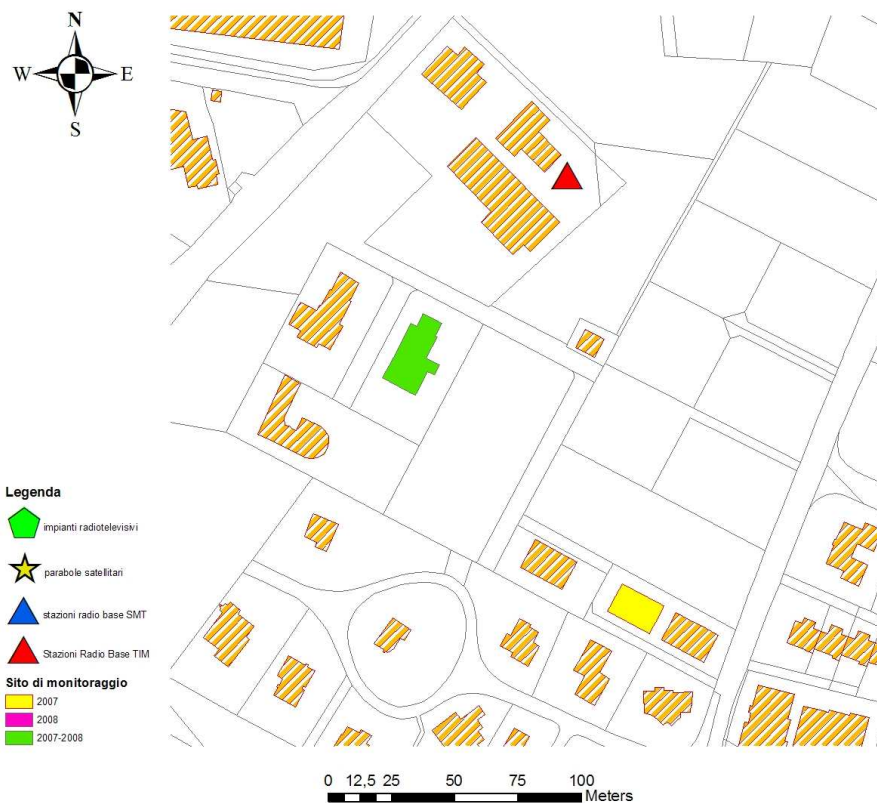 N
W E
S
Legenda
impianti radiotelevisivi
parabole satellitari
stazioni radio base SMT
Stazioni Radio Base TIM
Sito di monitoraggio
2007
2008
2007-2008
0 12,5 25 50 75 100
Meters